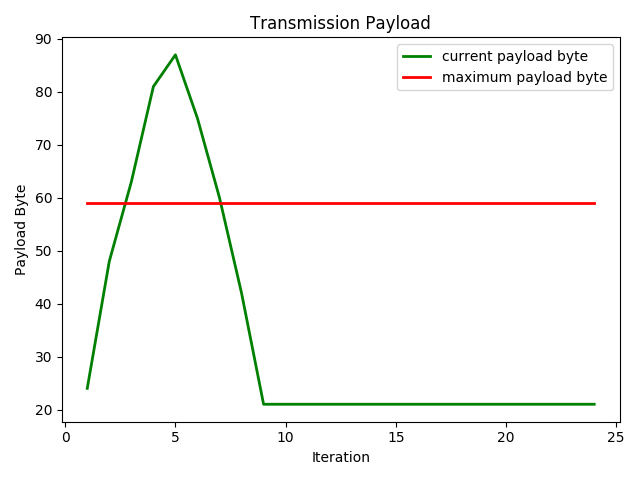 Transmission Payload
current payload byte
maximum payload byte
Payload Byte
90
80
70
60
50
40
30
20
0 5 10 15 20 25
Iteration